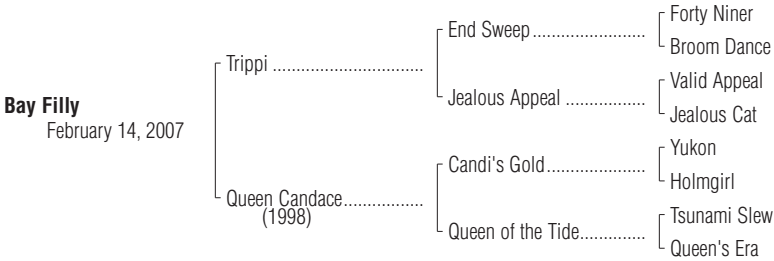 Forty Niner
End Sweep........................
Broom Dance
Trippi ................................
Valid Appeal
Jealous Appeal .................
Jealous Cat
Bay Filly
February 14, 2007
Yukon
Candi's Gold.....................
Holmgirl
Queen Candace.................
(1998)
Tsunami Slew
Queen of the Tide..............
Queen's Era